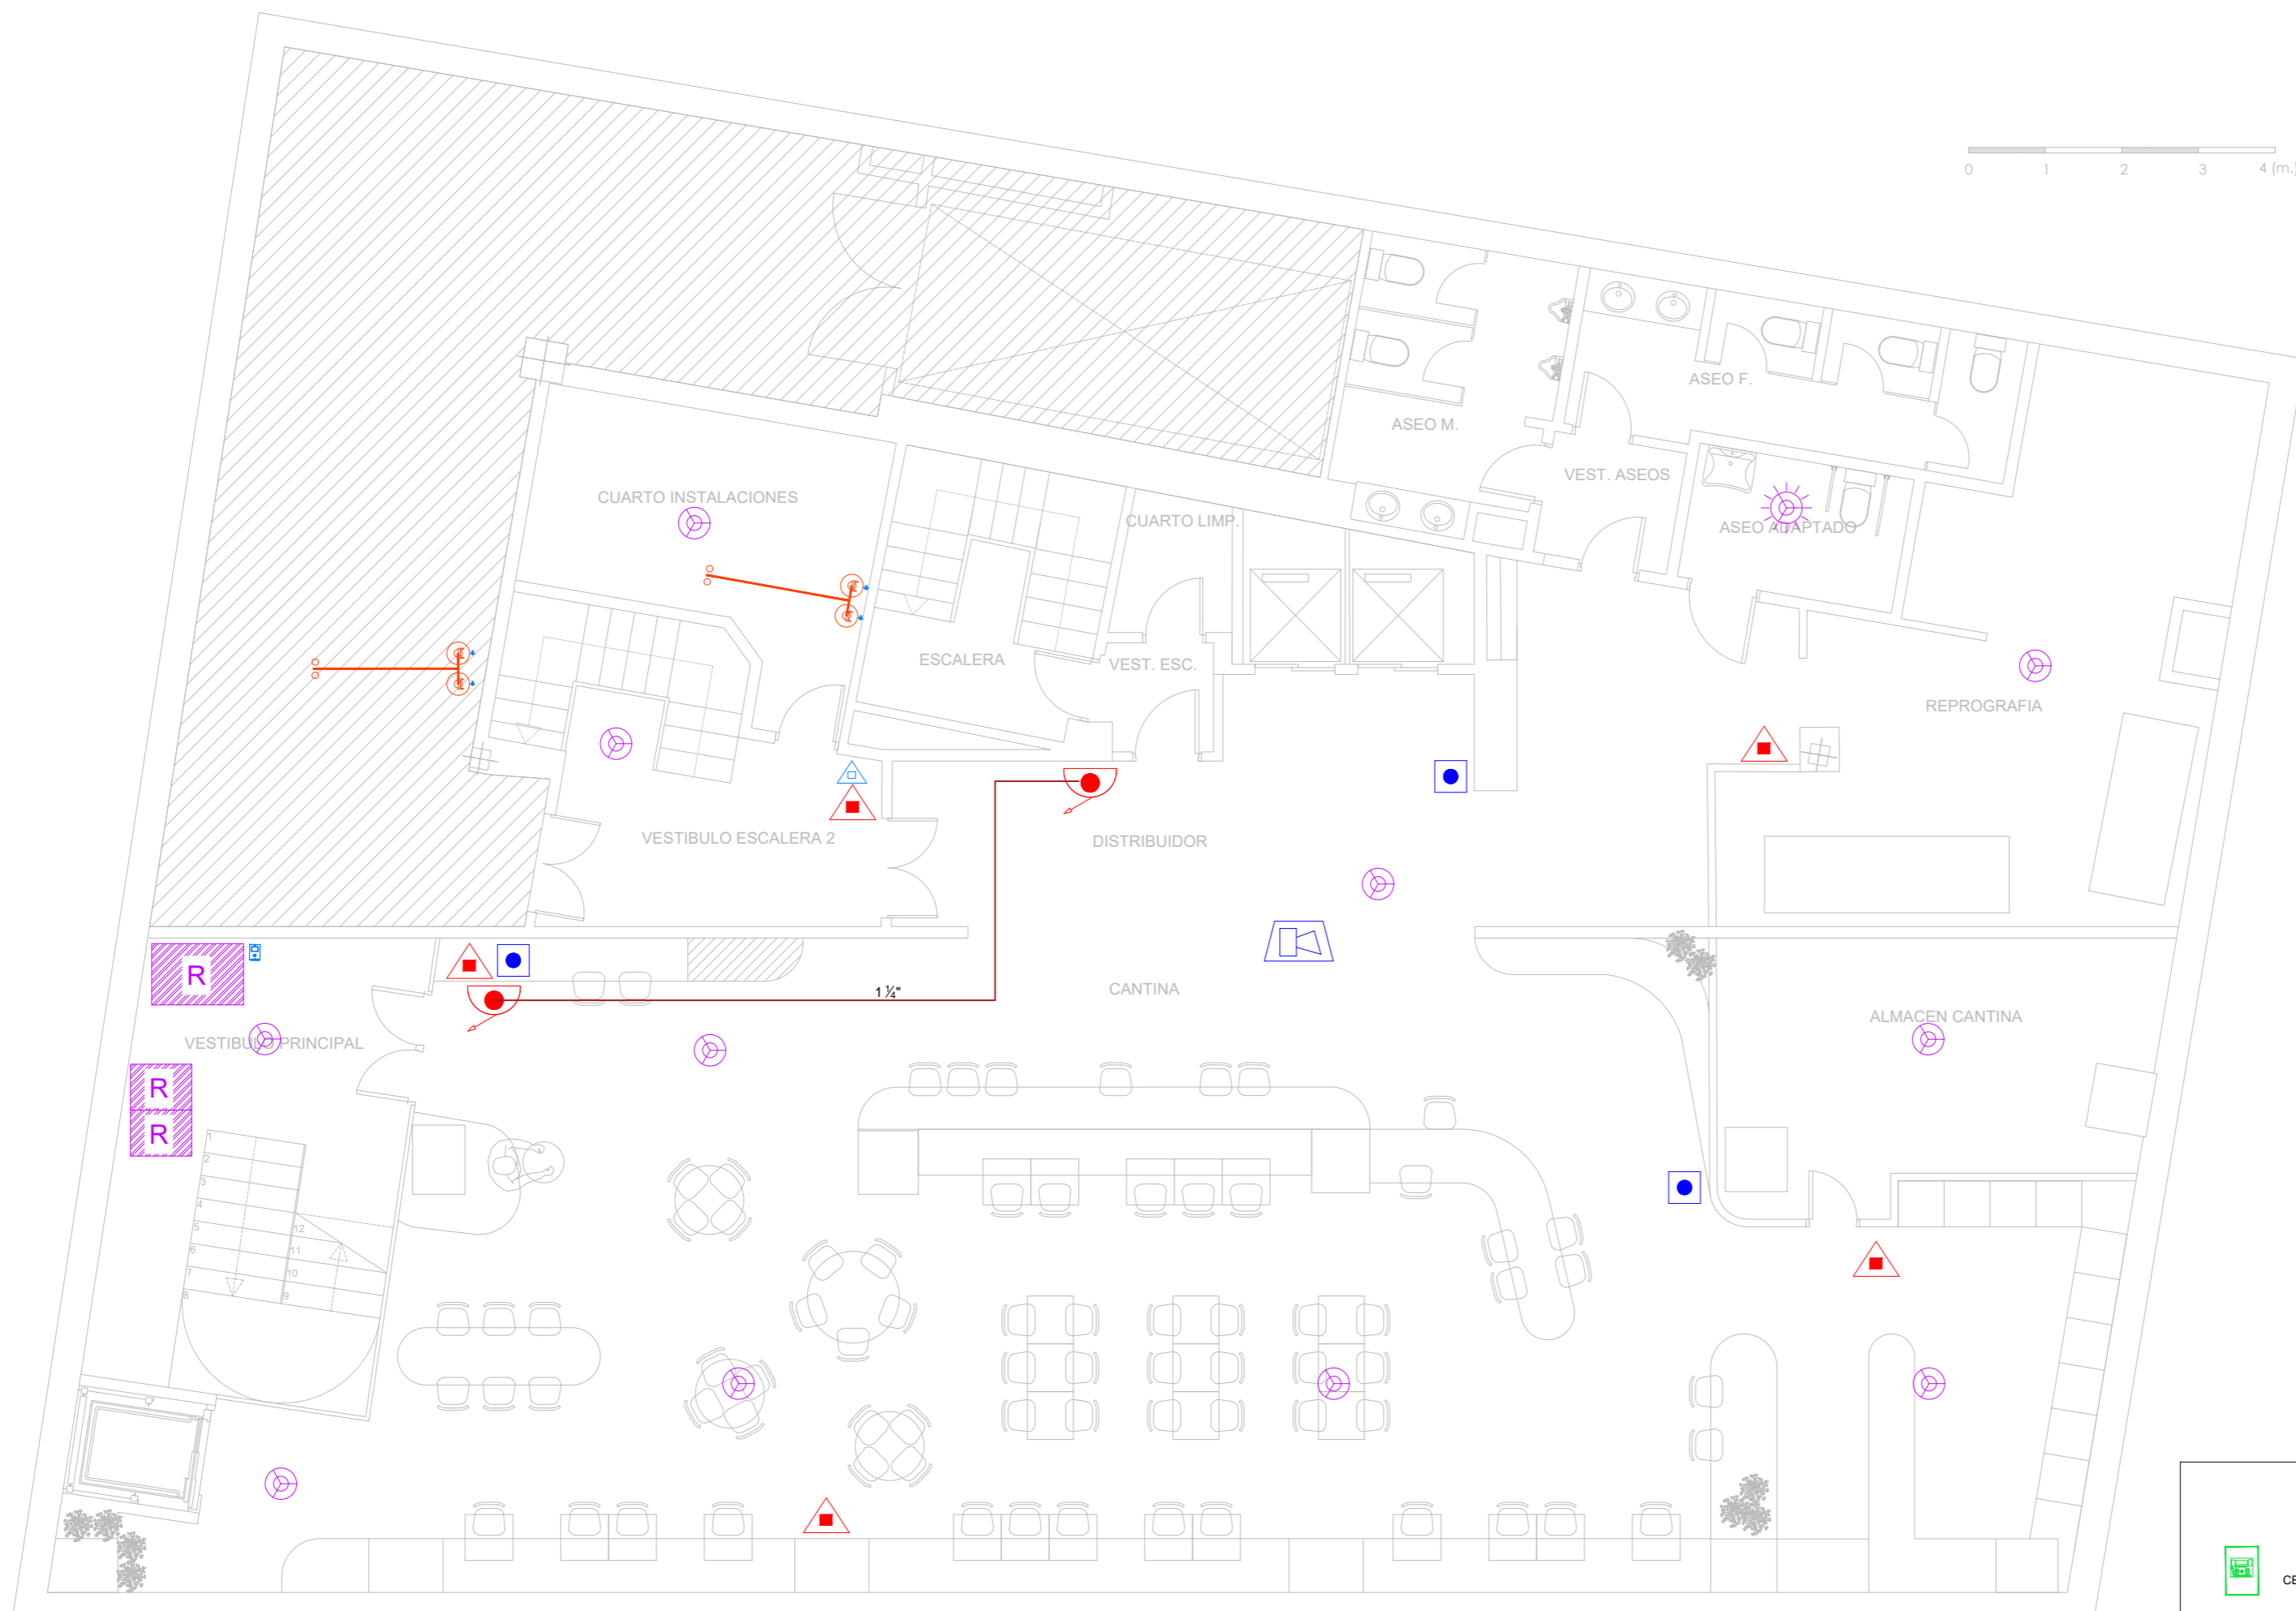 0 1 2 3 4 (m.)
ASEO F.
ASEO M.
VEST. ASEOS
CUARTO INSTALACIONES
CUARTO LIMP.
ASEO ADAPTADO
ESCALERA
VEST. ESC.
REPROGRAFIA
VESTIBULO ESCALERA 2
DISTRIBUIDOR
R
1 ¼"
CANTINA
ALMACEN CANTINA
VESTIBULO PRINCIPAL
R
R
1
2
3
4
5
6
7
8
12
11
10
9